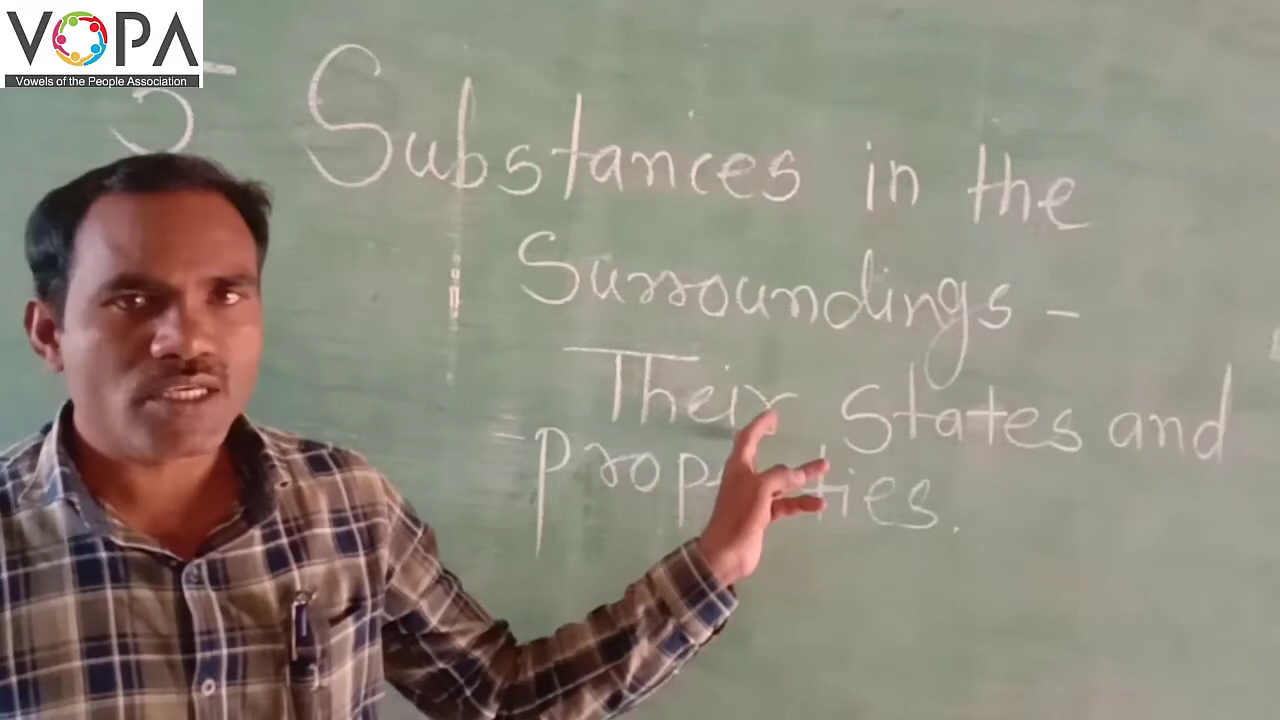 VOPA
Vowels of the People Association
5 Substances in the
Surroundings -
Their States and
properties.